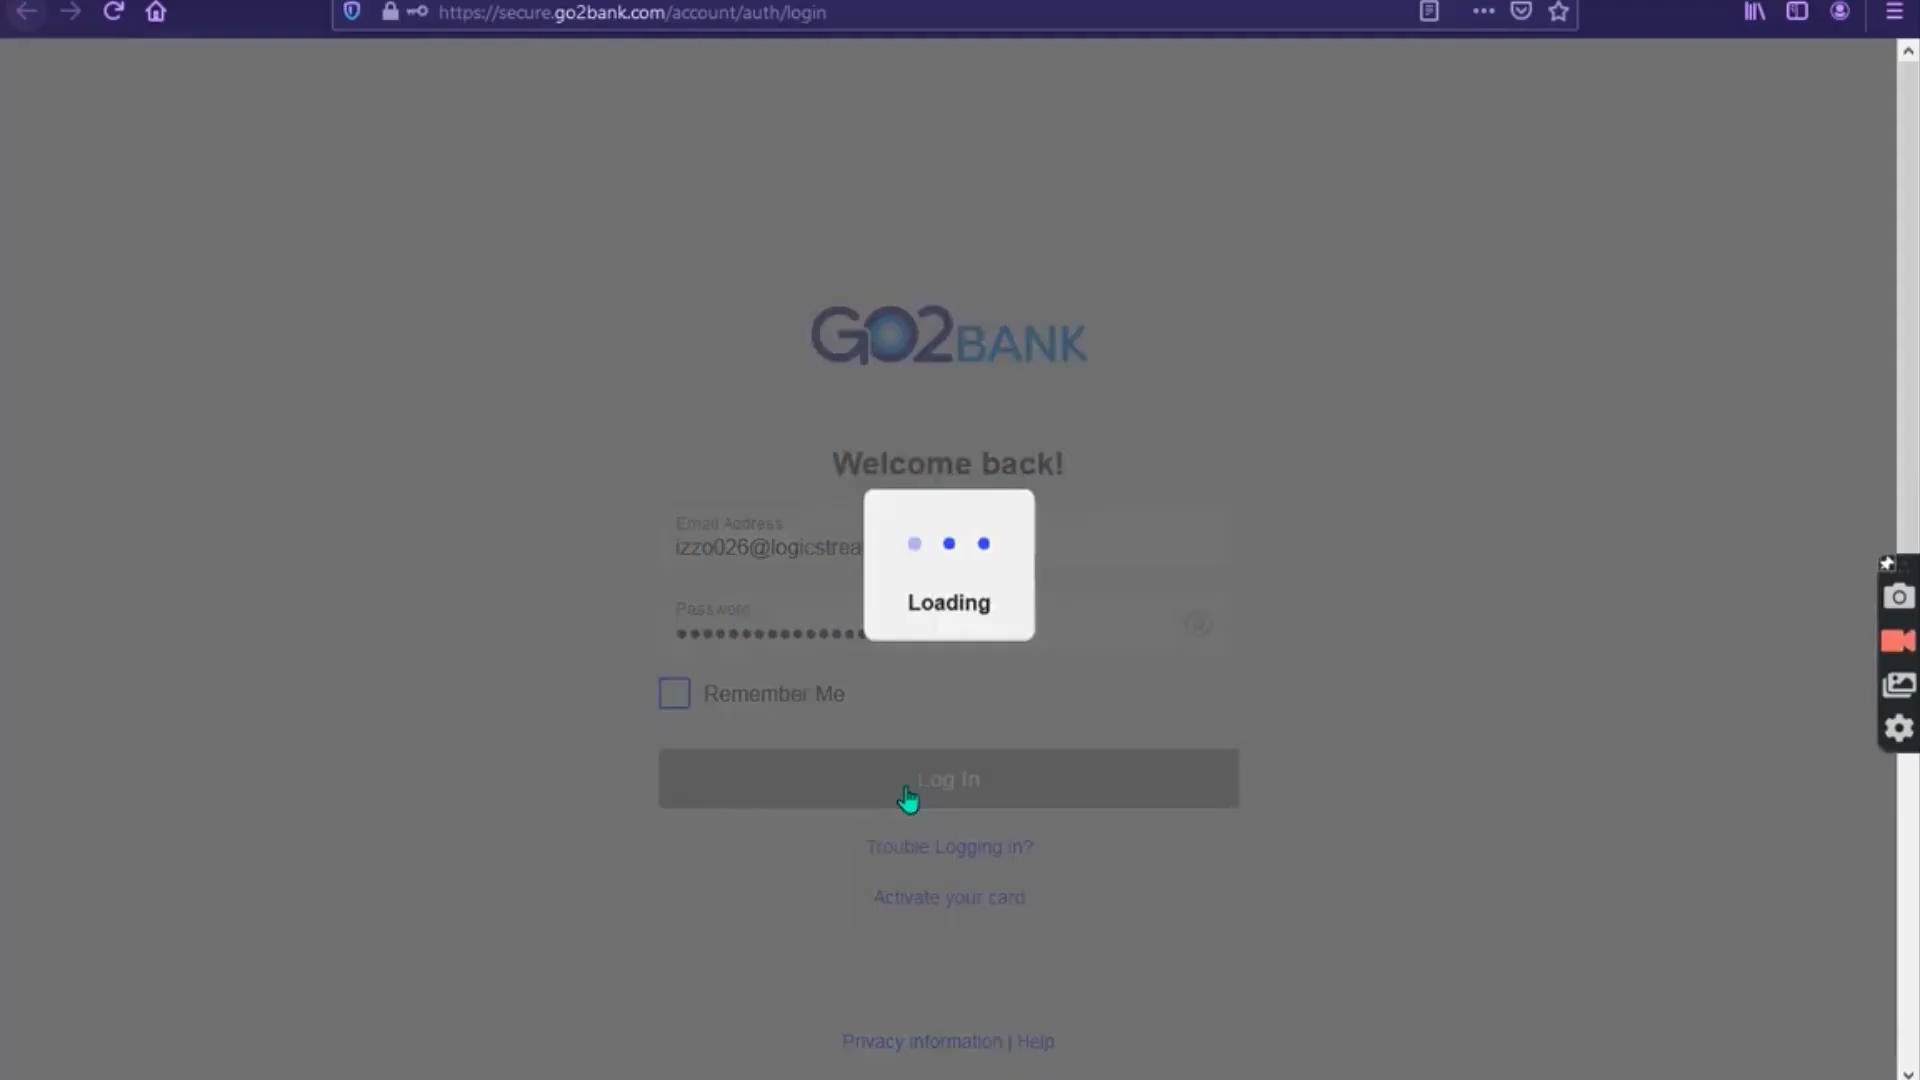 https://secure.go2bank.com/account/auth/login
GO2BANK
Welcome back!
Email Address
izzo026@logicstrea
Password
Loading
Remember Me
Log In
Trouble Logging in?
Activate your card
Privacy information | Help